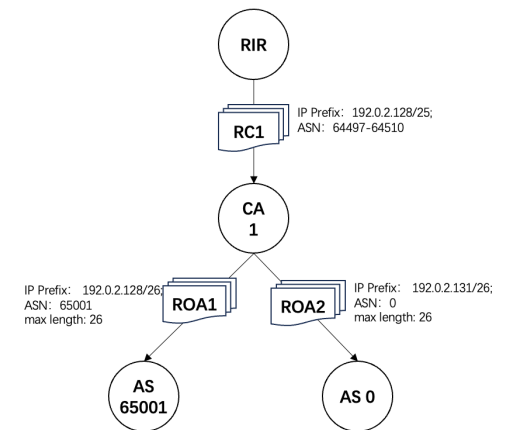 RIR
IP Prefix: 192.0.2.128/25;
ASN: 64497-64510
RC1
CA
1
IP Prefix: 192.0.2.128/26;
ASN: 65001
max length: 26
ROA1
ROA2
IP Prefix: 192.0.2.131/26;
ASN: 0
max length: 26
AS
65001
AS 0